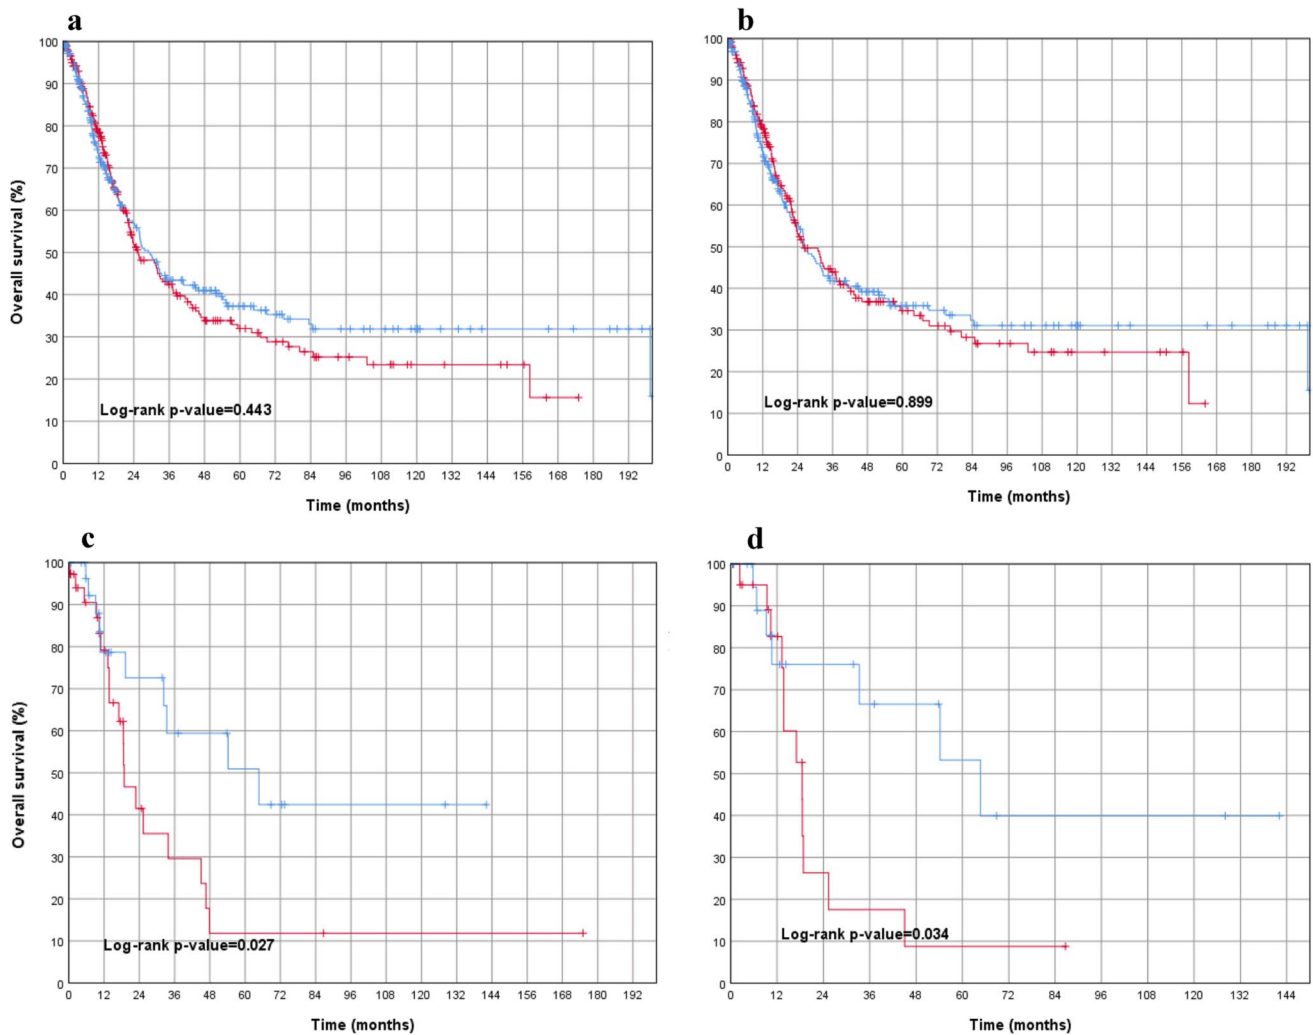 a
100
90
80
70
60
50
40
30
20
10
0
Overall survival (%)
Log-rank p-value=0.443
0 12 24 36 48 60 72 84 96 108 120 132 144 156 168 180 192
Time (months)
b
100
90
80
70
60
50
40
30
20
10
0
Log-rank p-value=0.899
0 12 24 36 48 60 72 84 96 108 120 132 144 156 168 180 192
Time (months)
c
100
90
80
70
60
50
40
30
20
10
0
Overall survival (%)
Log-rank p-value=0.027
0 12 24 36 48 60 72 84 96 108 120 132 144 156 168 180 192
Time (months)
d
100
90
80
70
60
50
40
30
20
10
0
Log-rank p-value=0.034
0 12 24 36 48 60 72 84 96 108 120 132 144
Time (months)